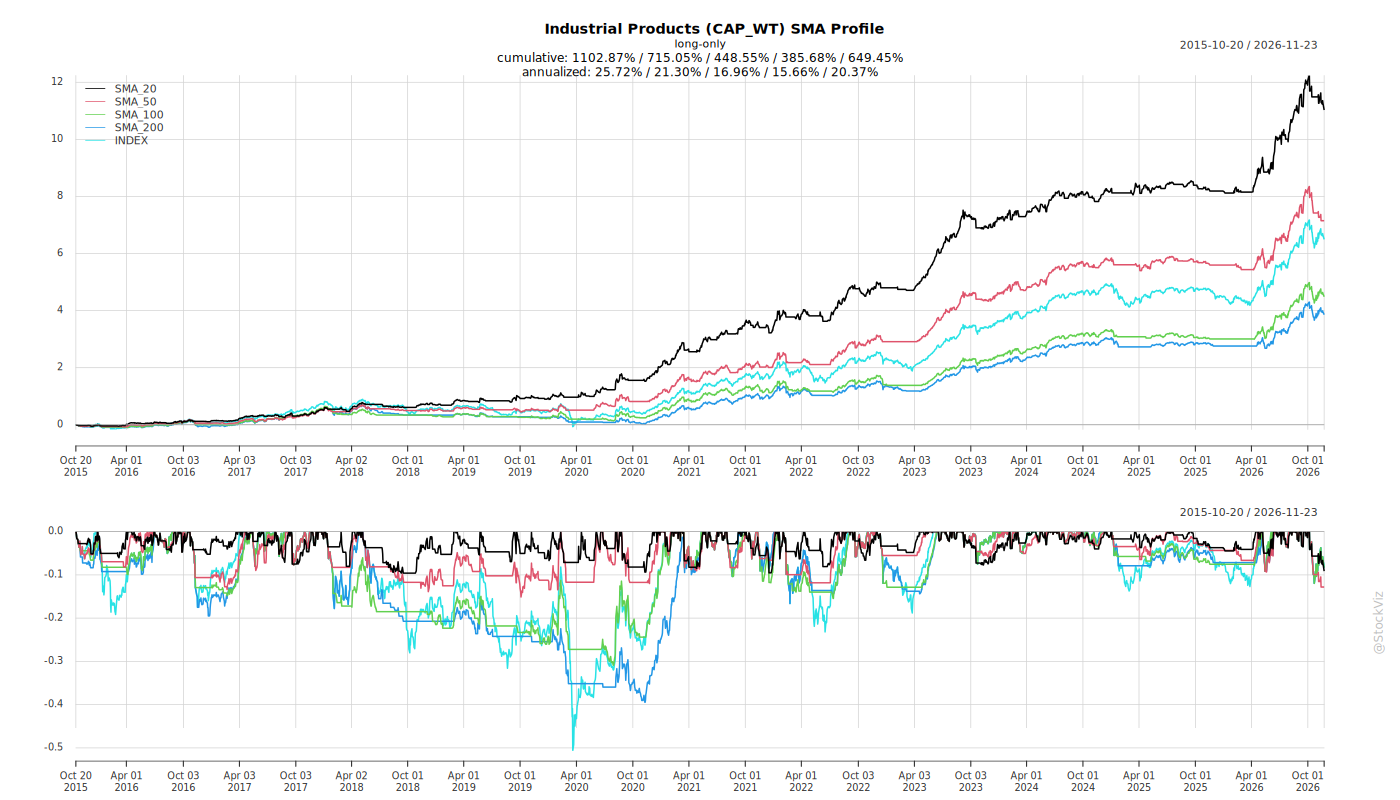 Industrial Products (CAP_WT) SMA Profile
long-only
2015-10-20 / 2026-11-23
cumulative: 1102.87% / 715.05% / 448.55% / 385.68% / 649.45%
annualized: 25.72% / 21.30% / 16.96% / 15.66% / 20.37%
SMA_20
SMA_50
SMA_100
SMA_200
INDEX
12
10
8
6
4
2
0
Oct 20 Apr 01 Oct 03 Apr 03 Oct 03 Apr 02 Oct 01 Apr 01 Oct 01 Apr 01 Oct 01 Apr 01 Oct 01 Apr 01 Oct 03 Apr 03 Oct 03 Apr 01 Oct 01 Apr 01 Oct 01 Apr 01 Oct 01
2015 2016 2016 2017 2017 2018 2018 2019 2019 2020 2020 2021 2021 2022 2022 2023 2023 2024 2024 2025 2025 2026 2026
2015-10-20 / 2026-11-23
0.0
-0.1
-0.2
-0.3
-0.4
-0.5
Oct 20 Apr 01 Oct 03 Apr 03 Oct 03 Apr 02 Oct 01 Apr 01 Oct 01 Apr 01 Oct 01 Apr 01 Oct 01 Apr 01 Oct 03 Apr 03 Oct 03 Apr 01 Oct 01 Apr 01 Oct 01 Apr 01 Oct 01
2015 2016 2016 2017 2017 2018 2018 2019 2019 2020 2020 2021 2021 2022 2022 2023 2023 2024 2024 2025 2025 2026 2026
@StockViz